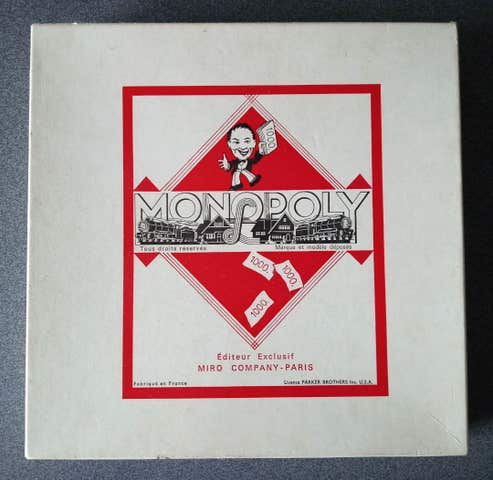 1000
MONOPOLY
Tous droits réservés Marque et modèle déposés
1000.
1000.
1000.
Éditeur Exclusif
MIRO COMPANY-PARIS
Fabriqué en France Licence PARKER BROTHERS Inc. U.S.A.